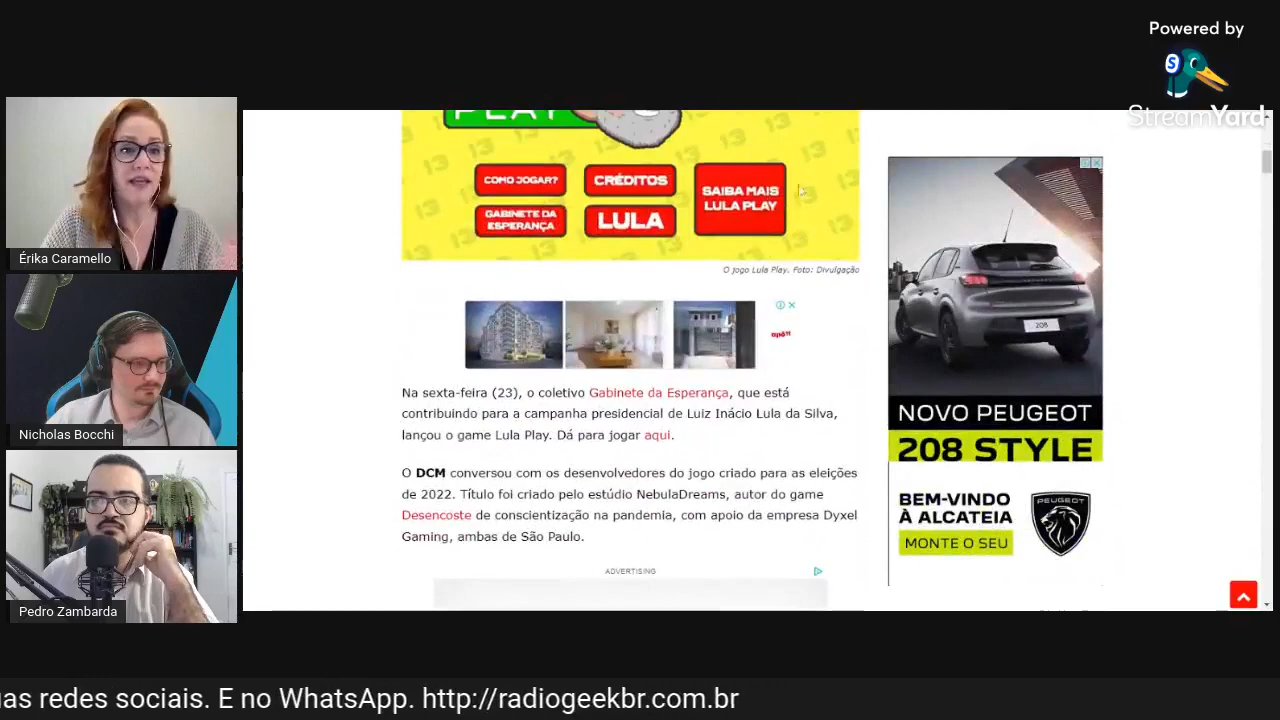 Powered by
StreamYard
Érika Caramello
Nicholas Bocchi
Pedro Zambarda
PLAY
COMO JOGAR?
CRÉDITOS
SAIBA MAIS
LULA PLAY
GABINETE DA
ESPERANÇA
LULA
O jogo Lula Play. Foto: Divulgação
Na sexta-feira (23), o coletivo Gabinete da Esperança, que está
contribuindo para a campanha presidencial de Luiz Inácio Lula da Silva,
lançou o game Lula Play. Dá para jogar aqui.
O DCM conversou com os desenvolvedores do jogo criado para as eleições
de 2022. Título foi criado pelo estúdio NebulaDreams, autor do game
Desencoste de conscientização na pandemia, com apoio da empresa Dyxel
Gaming, ambas de São Paulo.
ADVERTISING
208
NOVO PEUGEOT
208 STYLE
BEM-VINDO
À ALCATEIA
MONTE O SEU
PEUGEOT
as redes sociais. E no WhatsApp. http://radiogeekbr.com.br